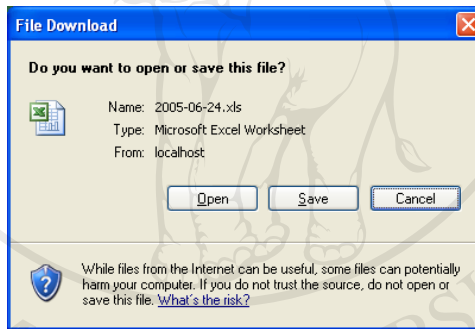 File Download
Do you want to open or save this file?
Name: 2005-06-24.xls
Type: Microsoft Excel Worksheet
From: localhost
Open Save Cancel
While files from the Internet can be useful, some files can potentially
harm your computer. If you do not trust the source, do not open or
save this file. What's the risk?